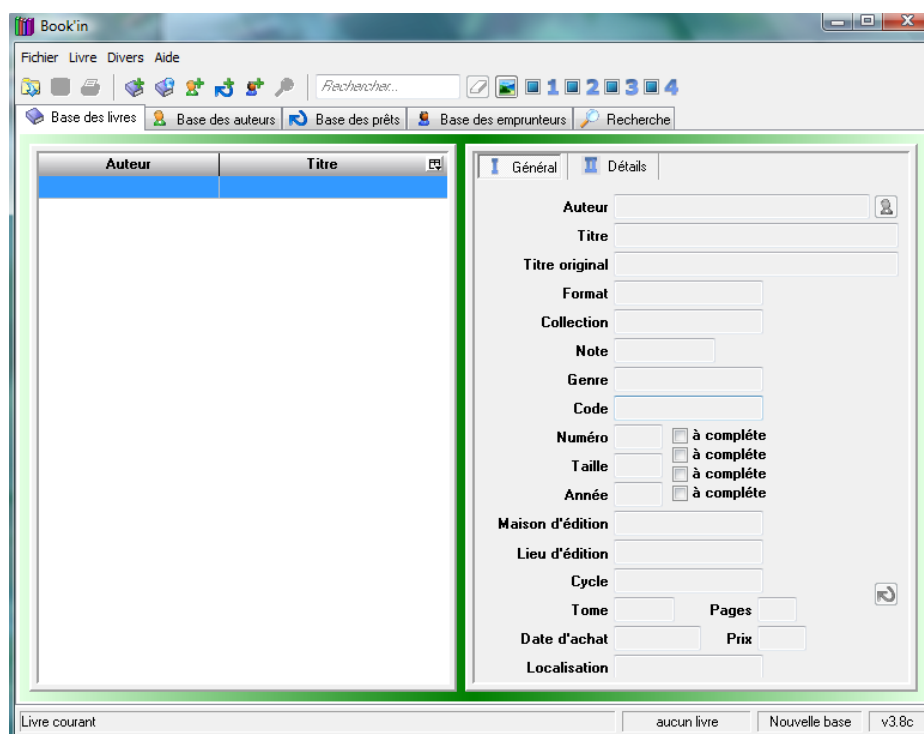 Book'in
Fichier Livre Divers Aide
Rechercher... 1 2 3 4
Base des livres Base des auteurs Base des prêts Base des emprunteurs Recherche
Auteur Titre
I Général II Détails
Auteur
Titre
Titre original
Format
Collection
Note
Genre
Code
Numéro à compléte
à compléte
Taille à compléte
Année à compléte
Maison d'édition
Lieu d'édition
Cycle
Tome Pages
Date d'achat Prix
Localisation
Livre courant aucun livre Nouvelle base v3.8c